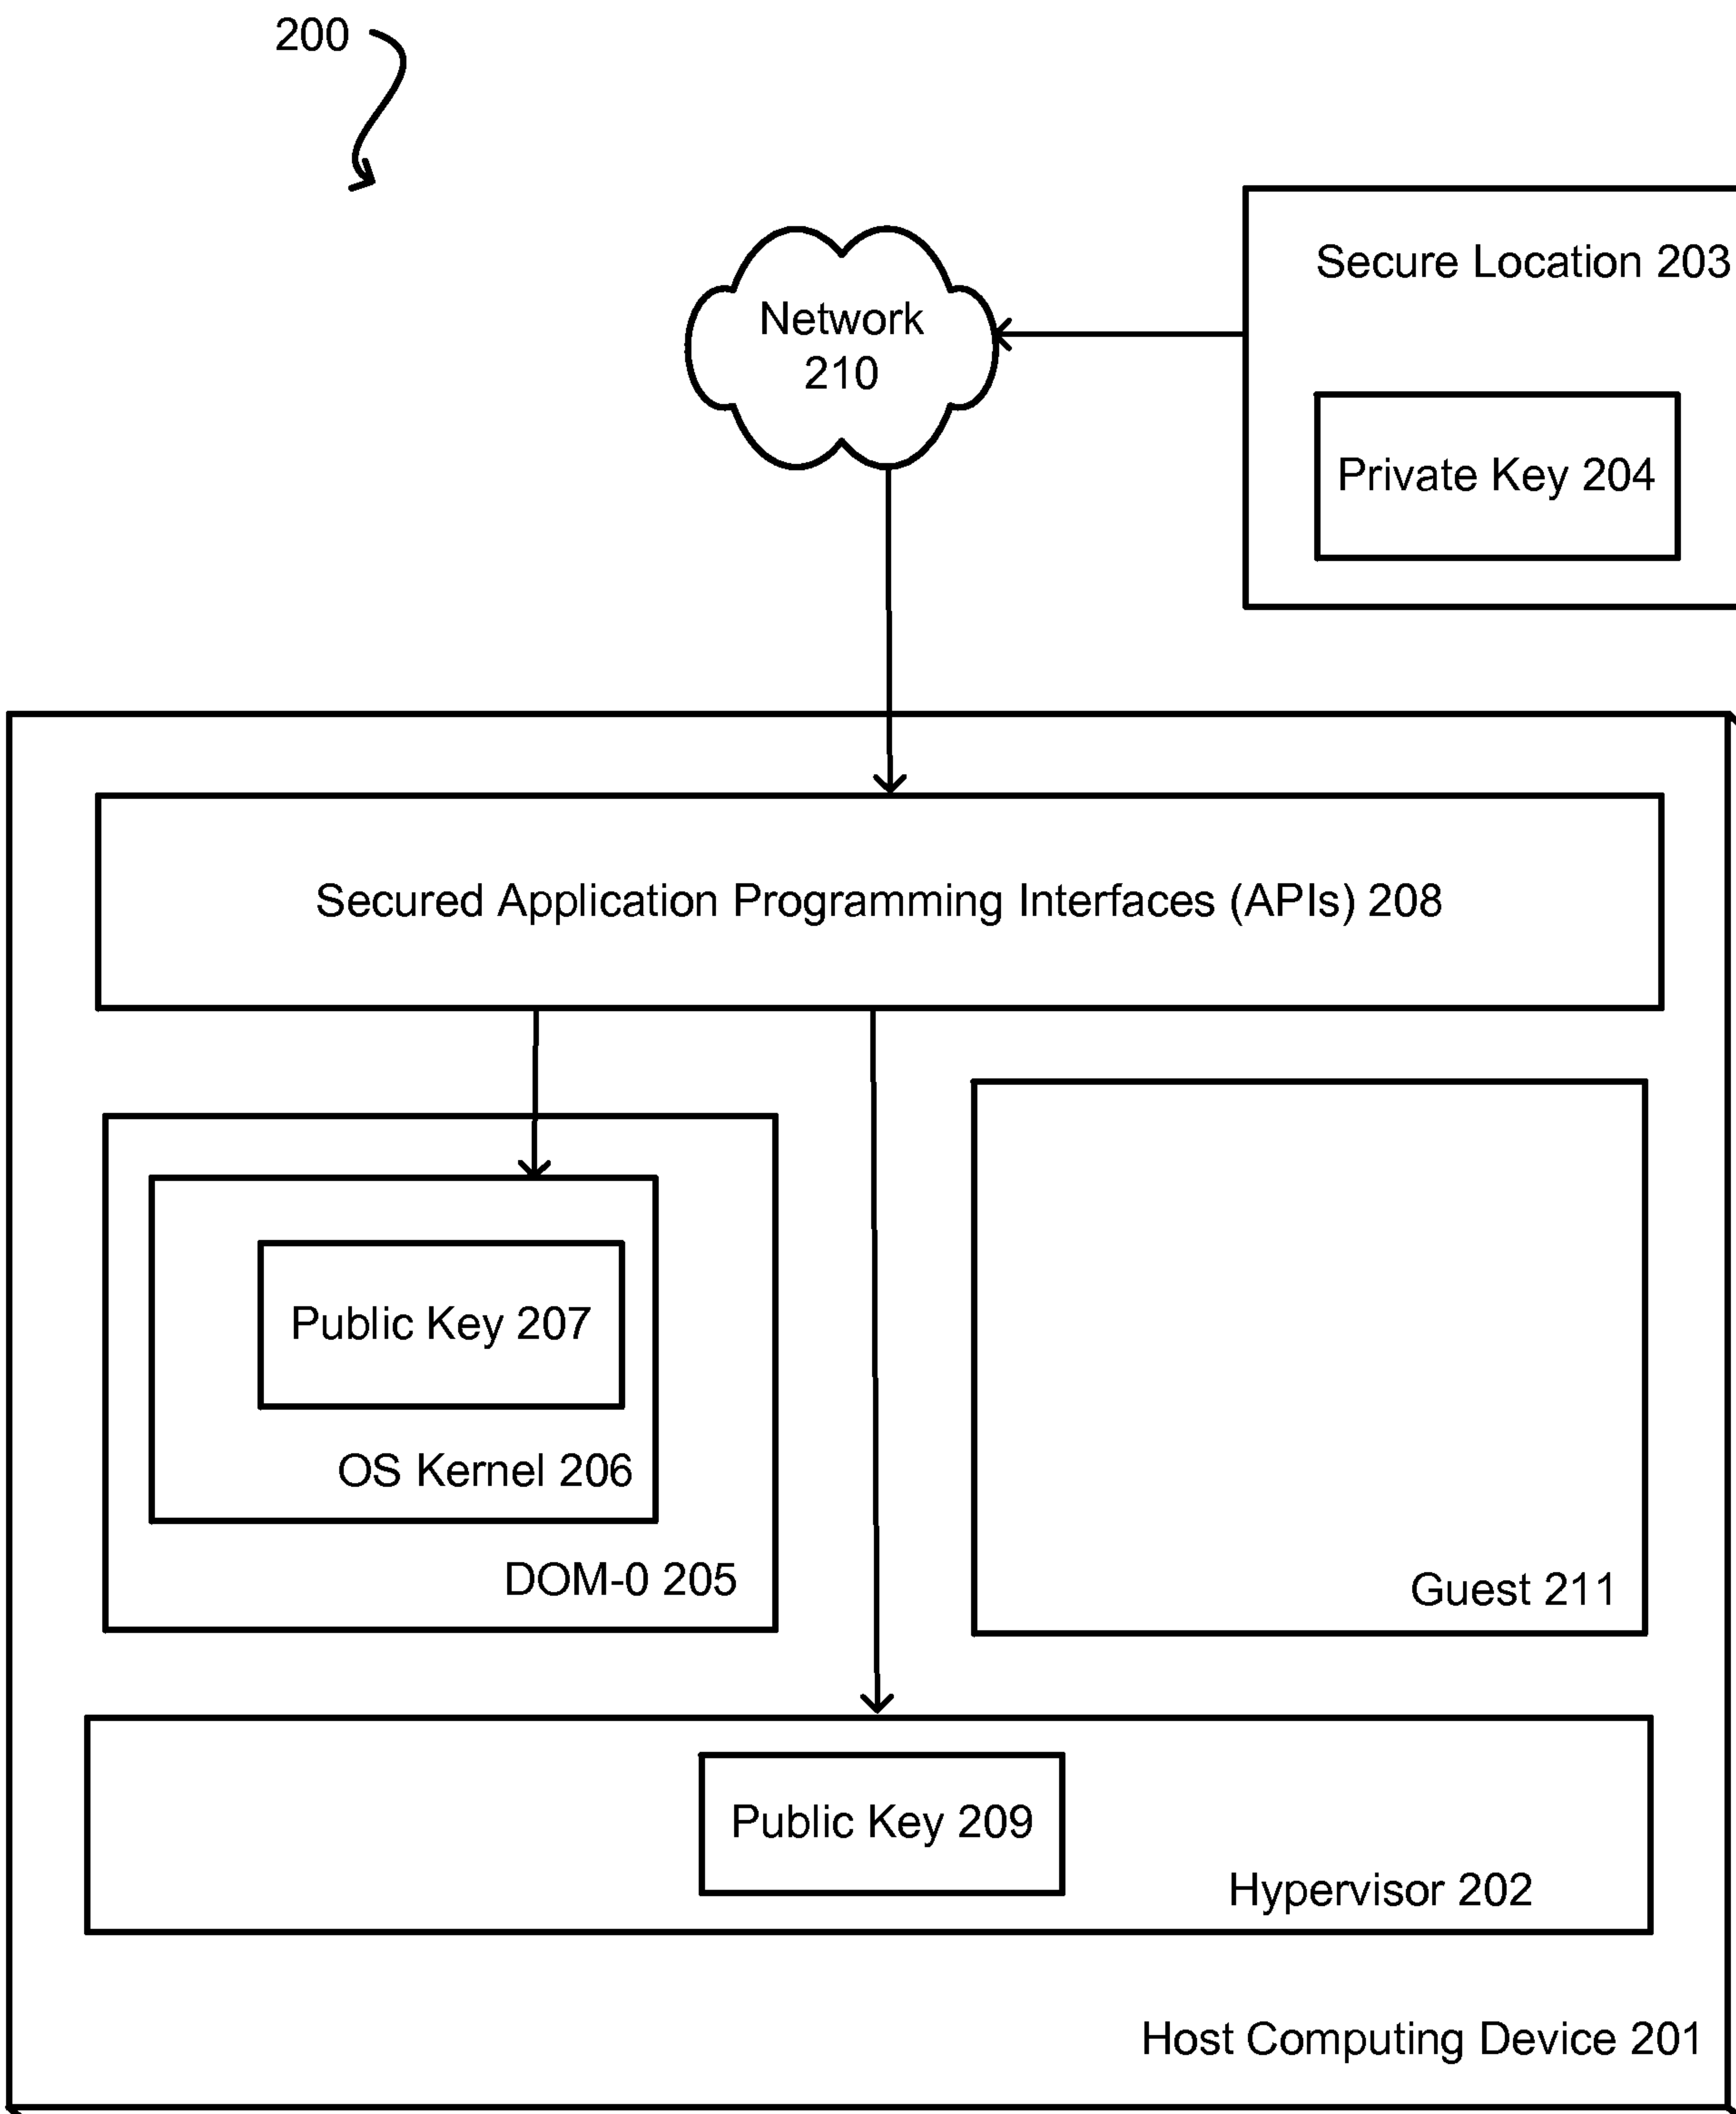 200
Secure Location 203
Network
210
Private Key 204
Secured Application Programming Interfaces (APIs) 208
Public Key 207
OS Kernel 206
DOM-0 205
Guest 211
Public Key 209
Hypervisor 202
Host Computing Device 201